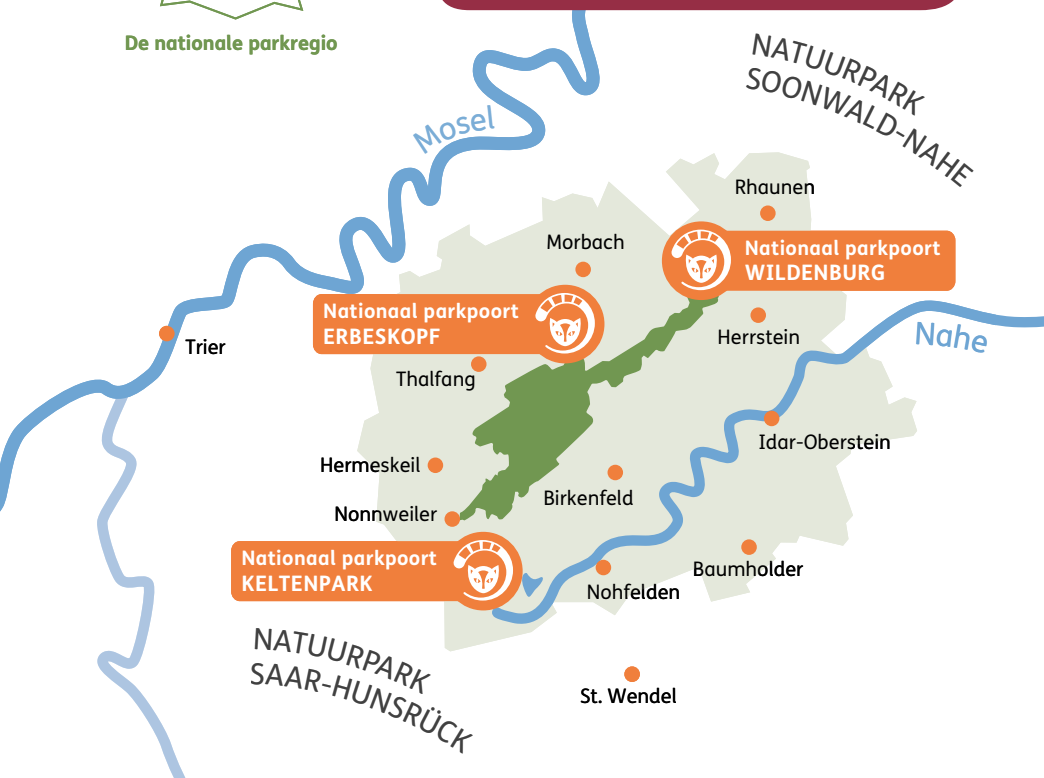 De nationale parkregio
NATUURPARK
SOONWALD-NAHE
Mosel
Rhaunen
Morbach
Nationaal parkpoort
WILDENBURG
Nationaal parkpoort
ERBESKOPF
Herrstein
Nahe
Trier
Thalfang
Idar-Oberstein
Hermeskeil
Birkenfeld
Nonnweiler
Nationaal parkpoort
KELTENPARK
Baumholder
Nohfelden
NATUURPARK
SAAR-HUNSRÜCK
St. Wendel